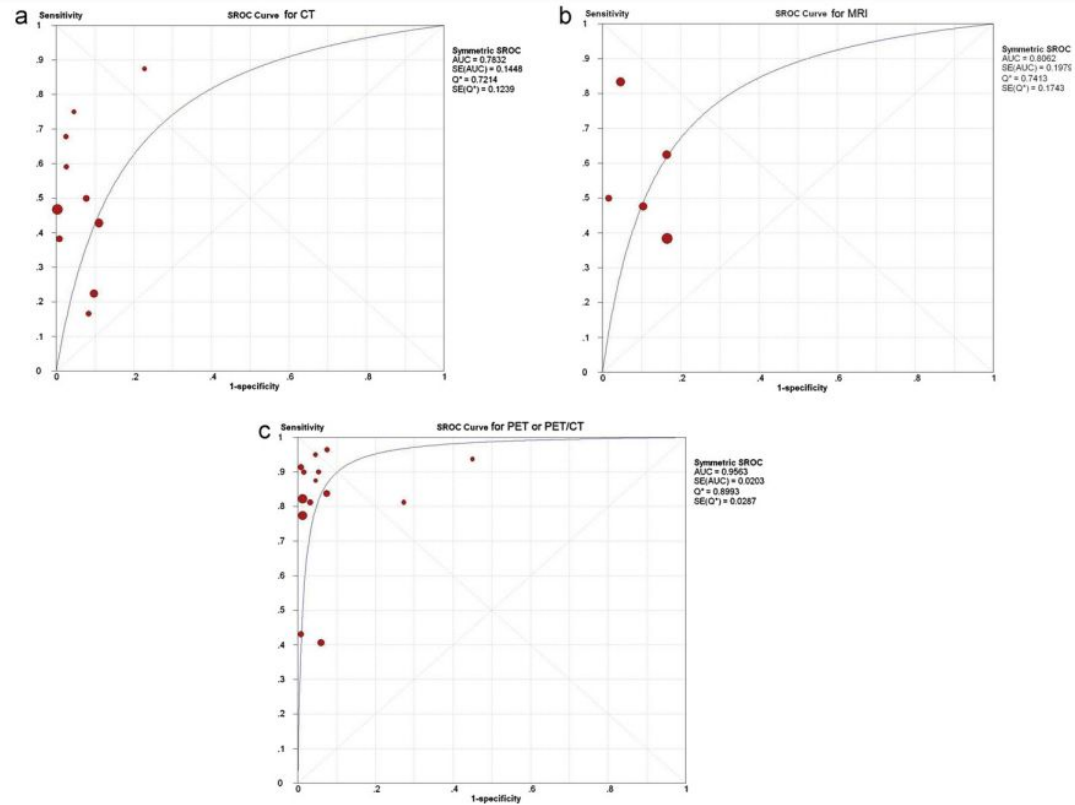 a
Sensitivity
SROC Curve for CT
1
.9
.8
.7
.6
.5
.4
.3
.2
.1
0
0
.2
.4
.6
.8
1
1-specificity
Symmetric SROC
AUC = 0.7832
SE(AUC) = 0.1448
Q* = 0.7214
SE(Q*) = 0.1239
b
Sensitivity
SROC Curve for MRI
1
.9
.8
.7
.6
.5
.4
.3
.2
.1
0
0
.2
.4
.6
.8
1
1-specificity
Symmetric SROC
AUC = 0.8062
SE(AUC) = 0.1979
Q* = 0.7413
SE(Q*) = 0.1743
c
Sensitivity
SROC Curve for PET or PET/CT
1
.9
.8
.7
.6
.5
.4
.3
.2
.1
0
0
.2
.4
.6
.8
1
1-specificity
Symmetric SROC
AUC = 0.9563
SE(AUC) = 0.0203
Q* = 0.8993
SE(Q*) = 0.0287